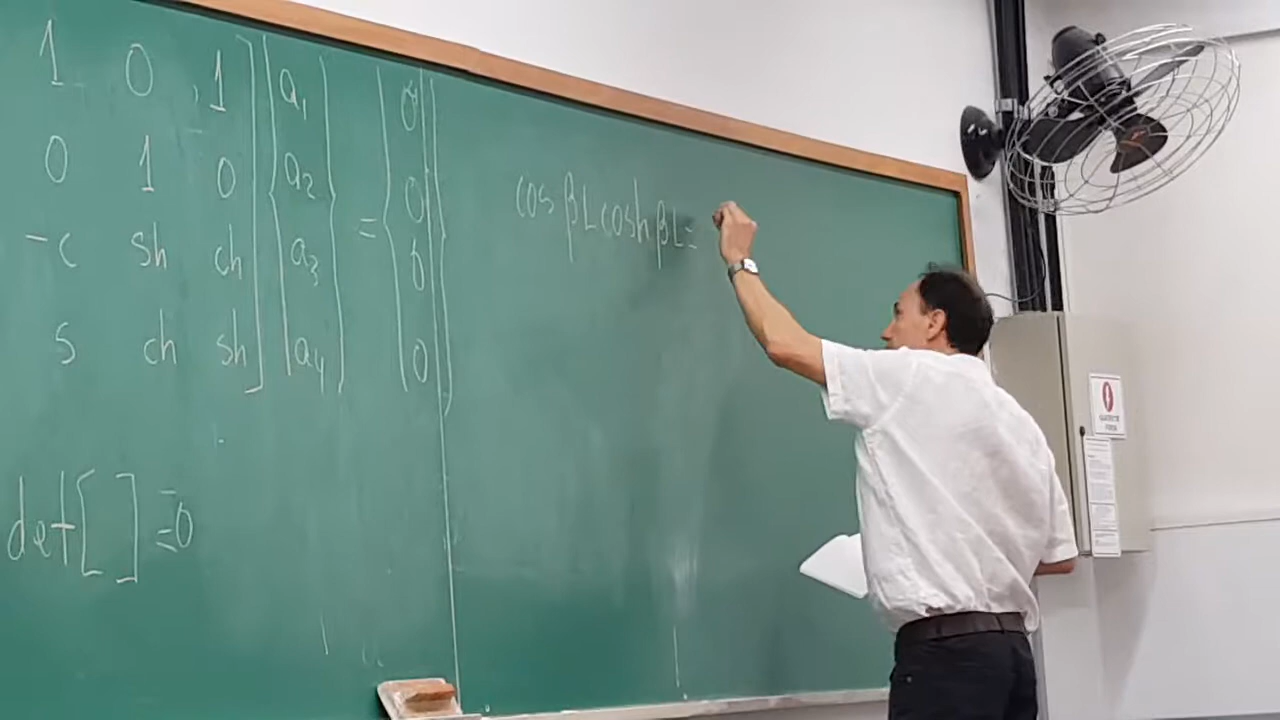 1 0 1 a1 0
0 1 0 a2 = 0
-c sh ch a3 0
s ch sh a4 0
det[ ] = 0
cos βL cosh βL =